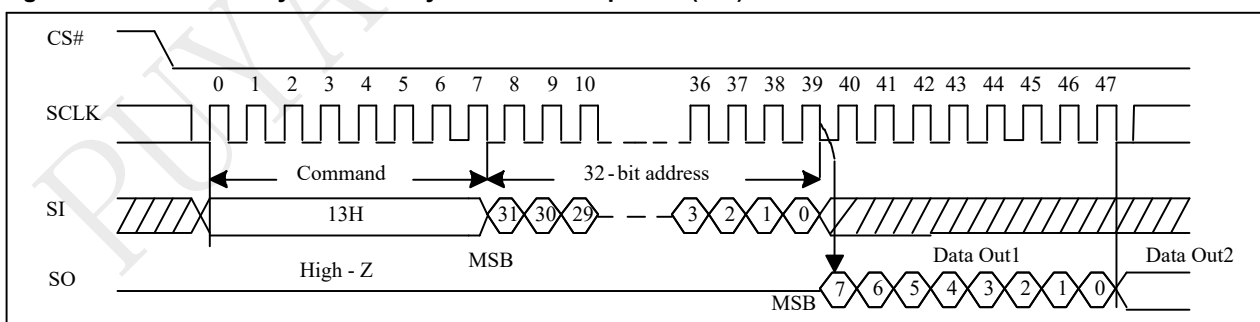 CS#
0 1 2 3 4 5 6 7 8 9 10 36 37 38 39 40 41 42 43 44 45 46 47
SCLK
Command 32-bit address
SI 13H 31 30 29 3 2 1 0
High - Z MSB Data Out1 Data Out2
SO MSB 7 6 5 4 3 2 1 0
PUYA